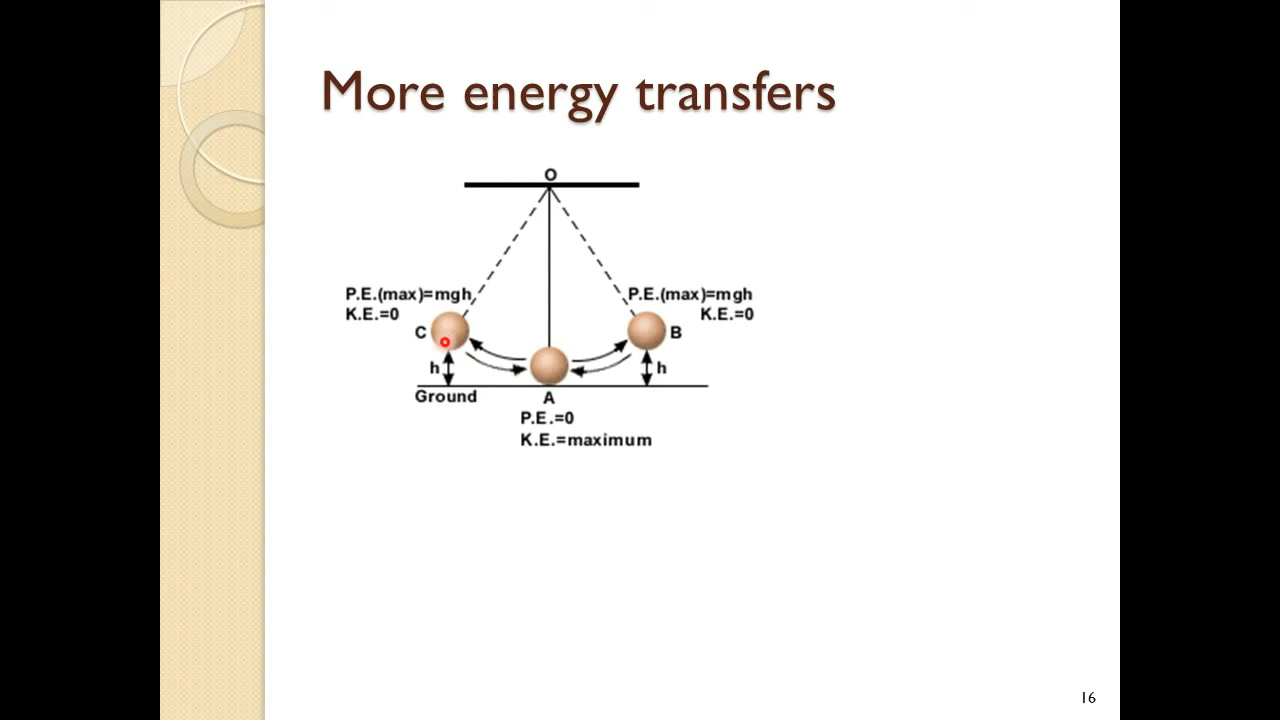 More energy transfers
O
P.E.(max)=mgh
K.E.=0
P.E.(max)=mgh
K.E.=0
C
B
h
h
Ground
A
P.E.=0
K.E.=maximum
16